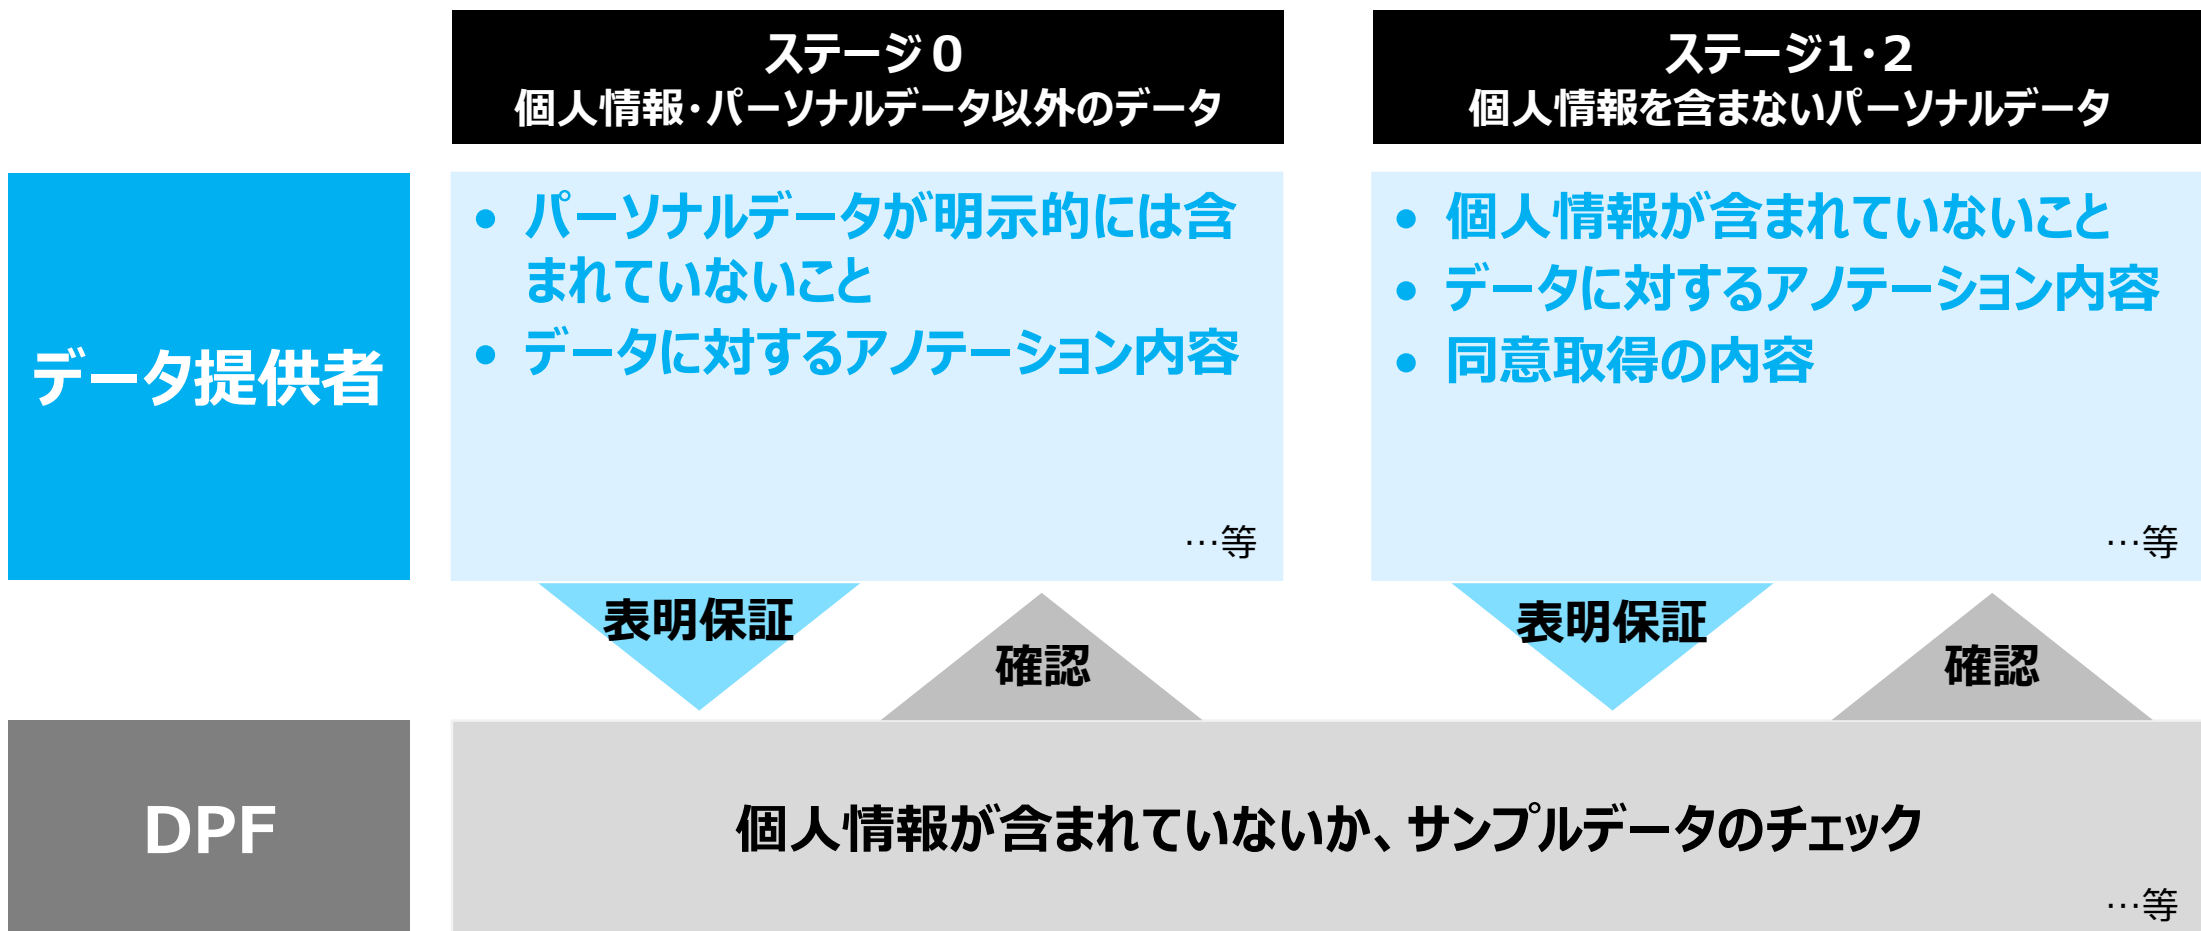 ステージ0
個人情報・パーソナルデータ以外のデータ
ステージ1・2
個人情報を含まないパーソナルデータ
データ提供者
• パーソナルデータが明示的には含
まれていないこと
• データに対するアノテーション内容
…等
• 個人情報が含まれていないこと
• データに対するアノテーション内容
• 同意取得の内容
…等
表明保証
確認
表明保証
確認
DPF
個人情報が含まれていないか、サンプルデータのチェック
…等